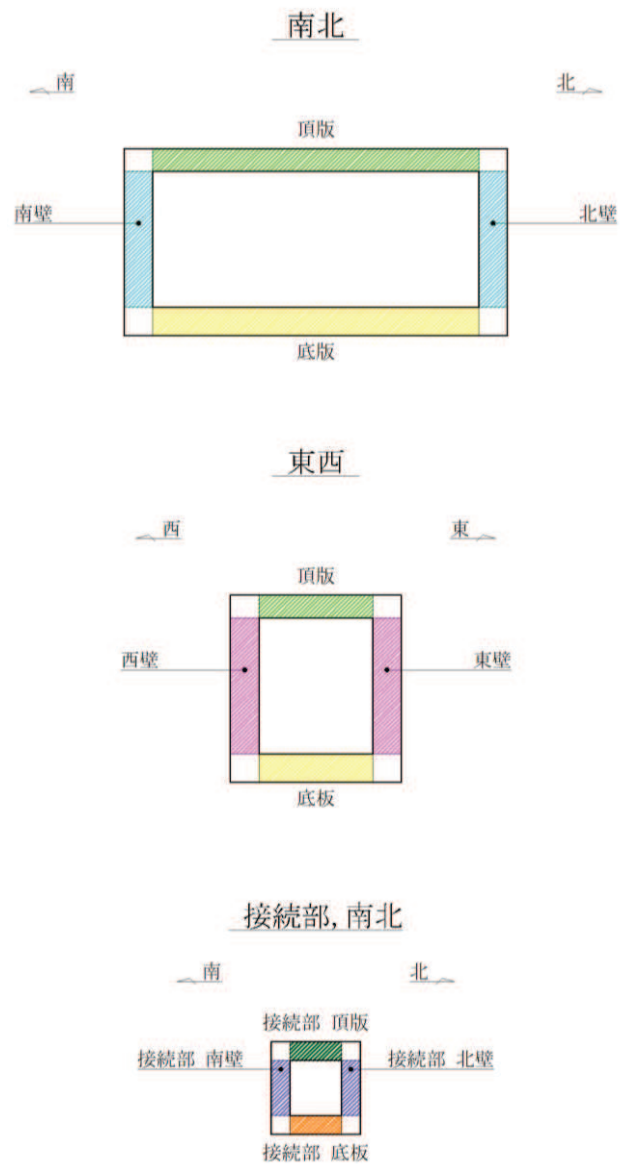 南北
南 北
頂版
南壁 北壁
底版
東西
西 東
頂版
西壁 東壁
底板
接続部, 南北
南 北
接続部 頂版
接続部 南壁 接続部 北壁
接続部 底板